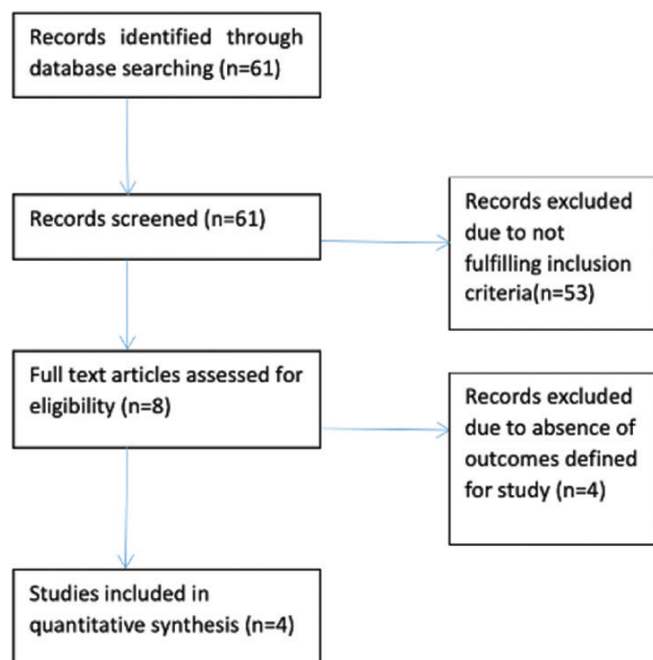 Records identified through
database searching (n=61)
Records screened (n=61)
Records excluded
due to not
fulfilling inclusion
criteria(n=53)
Full text articles assessed for
eligibility (n=8)
Records excluded
due to absence of
outcomes defined
for study (n=4)
Studies included in
quantitative synthesis (n=4)